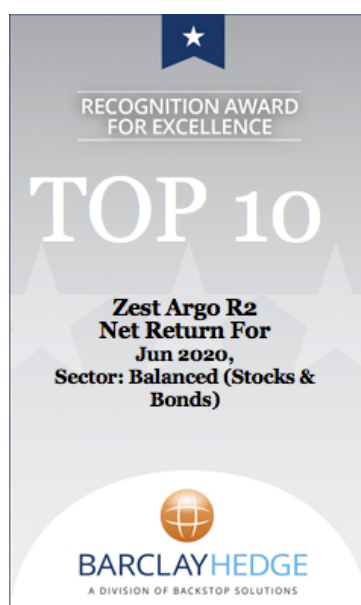 RECOGNITION AWARD
FOR EXCELLENCE
TOP 10
Zest Argo R2
Net Return For
Jun 2020,
Sector: Balanced (Stocks &
Bonds)
BARCLAYHEDGE
A DIVISION OF BACKSTOP SOLUTIONS